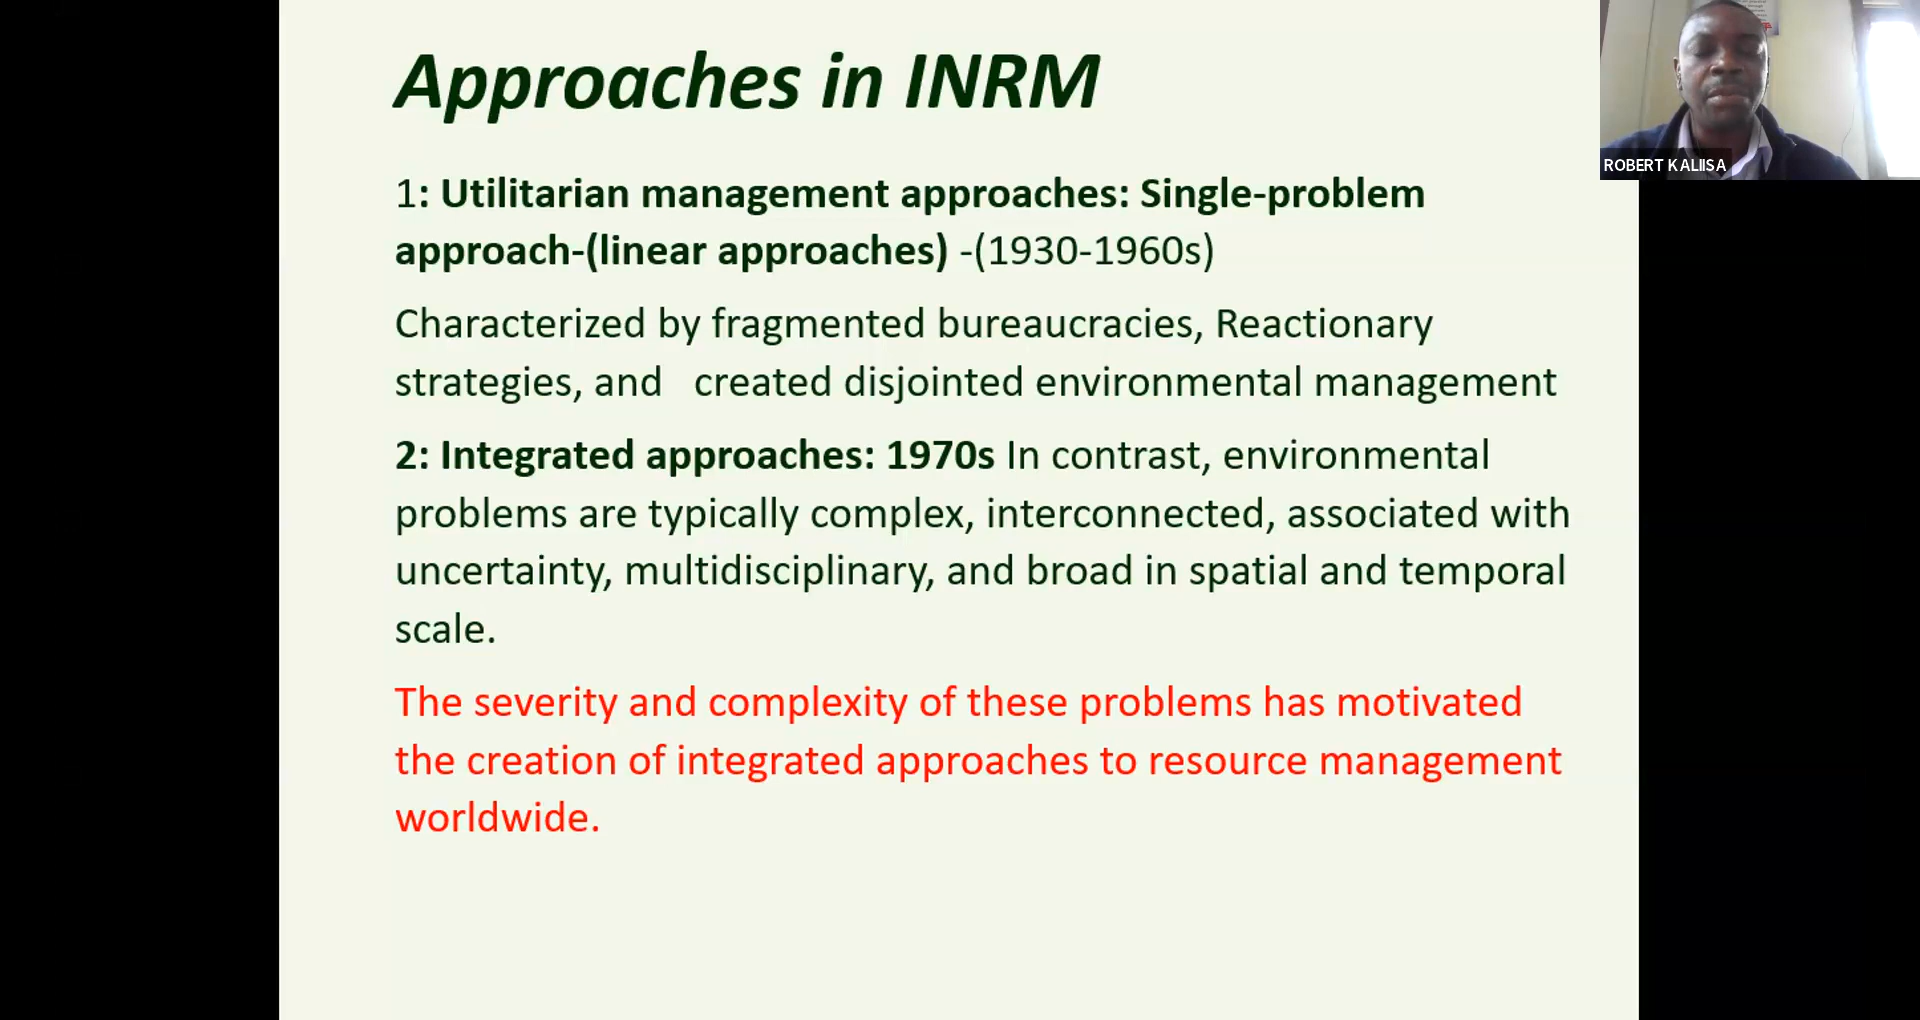 Approaches in INRM
1: Utilitarian management approaches: Single-problem
approach-(linear approaches) -(1930-1960s)
Characterized by fragmented bureaucracies, Reactionary
strategies, and   created disjointed environmental management
2: Integrated approaches: 1970s In contrast, environmental
problems are typically complex, interconnected, associated with
uncertainty, multidisciplinary, and broad in spatial and temporal
scale.
The severity and complexity of these problems has motivated
the creation of integrated approaches to resource management
worldwide.
ROBERT KALIISA